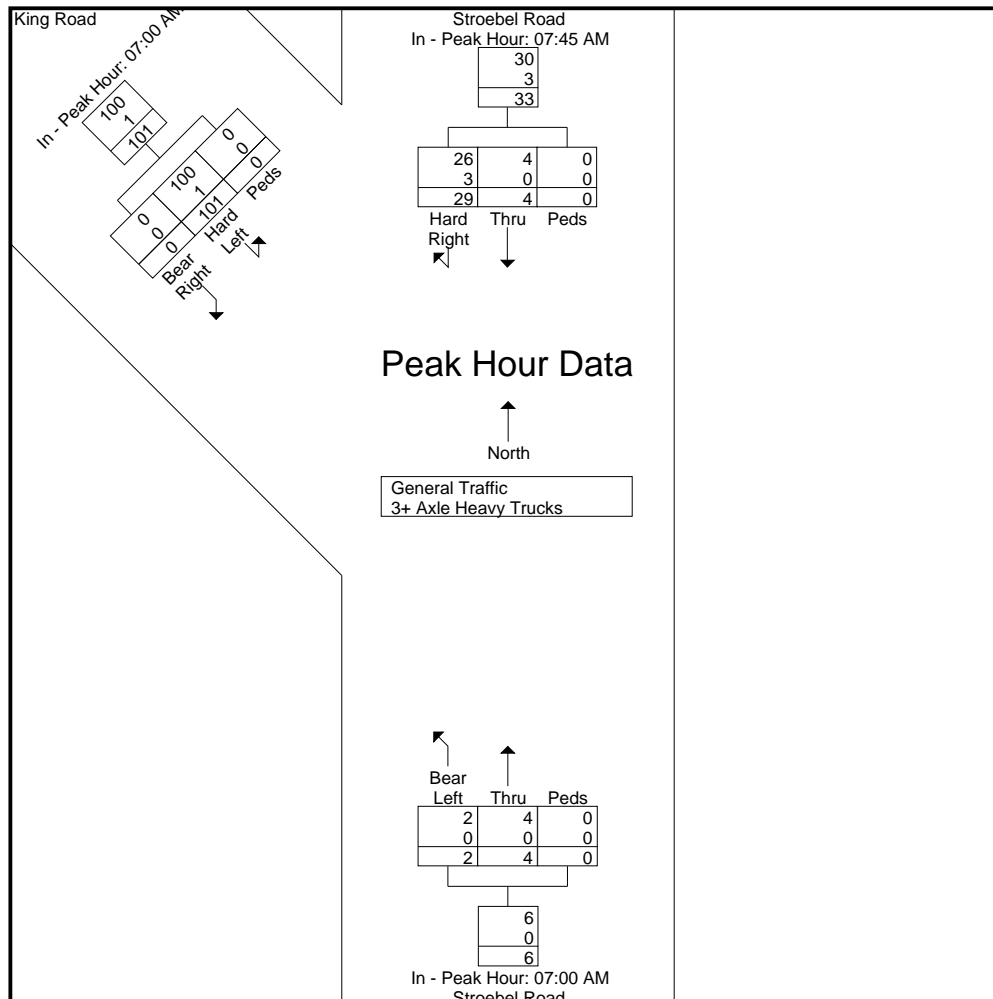 King Road
In - Peak Hour: 07:00 AM
100
1
101
0 100 0
0 1 0
0 101 0
Bear Right
Hard Left
Peds
Stroebel Road
In - Peak Hour: 07:45 AM
30
3
33
26 4 0
3 0 0
29 4 0
Hard Thru Peds
Right
Peak Hour Data
North
General Traffic
3+ Axle Heavy Trucks
Bear
Left Thru Peds
2 4 0
0 0 0
2 4 0
6
0
6
In - Peak Hour: 07:00 AM
Stroebel Road